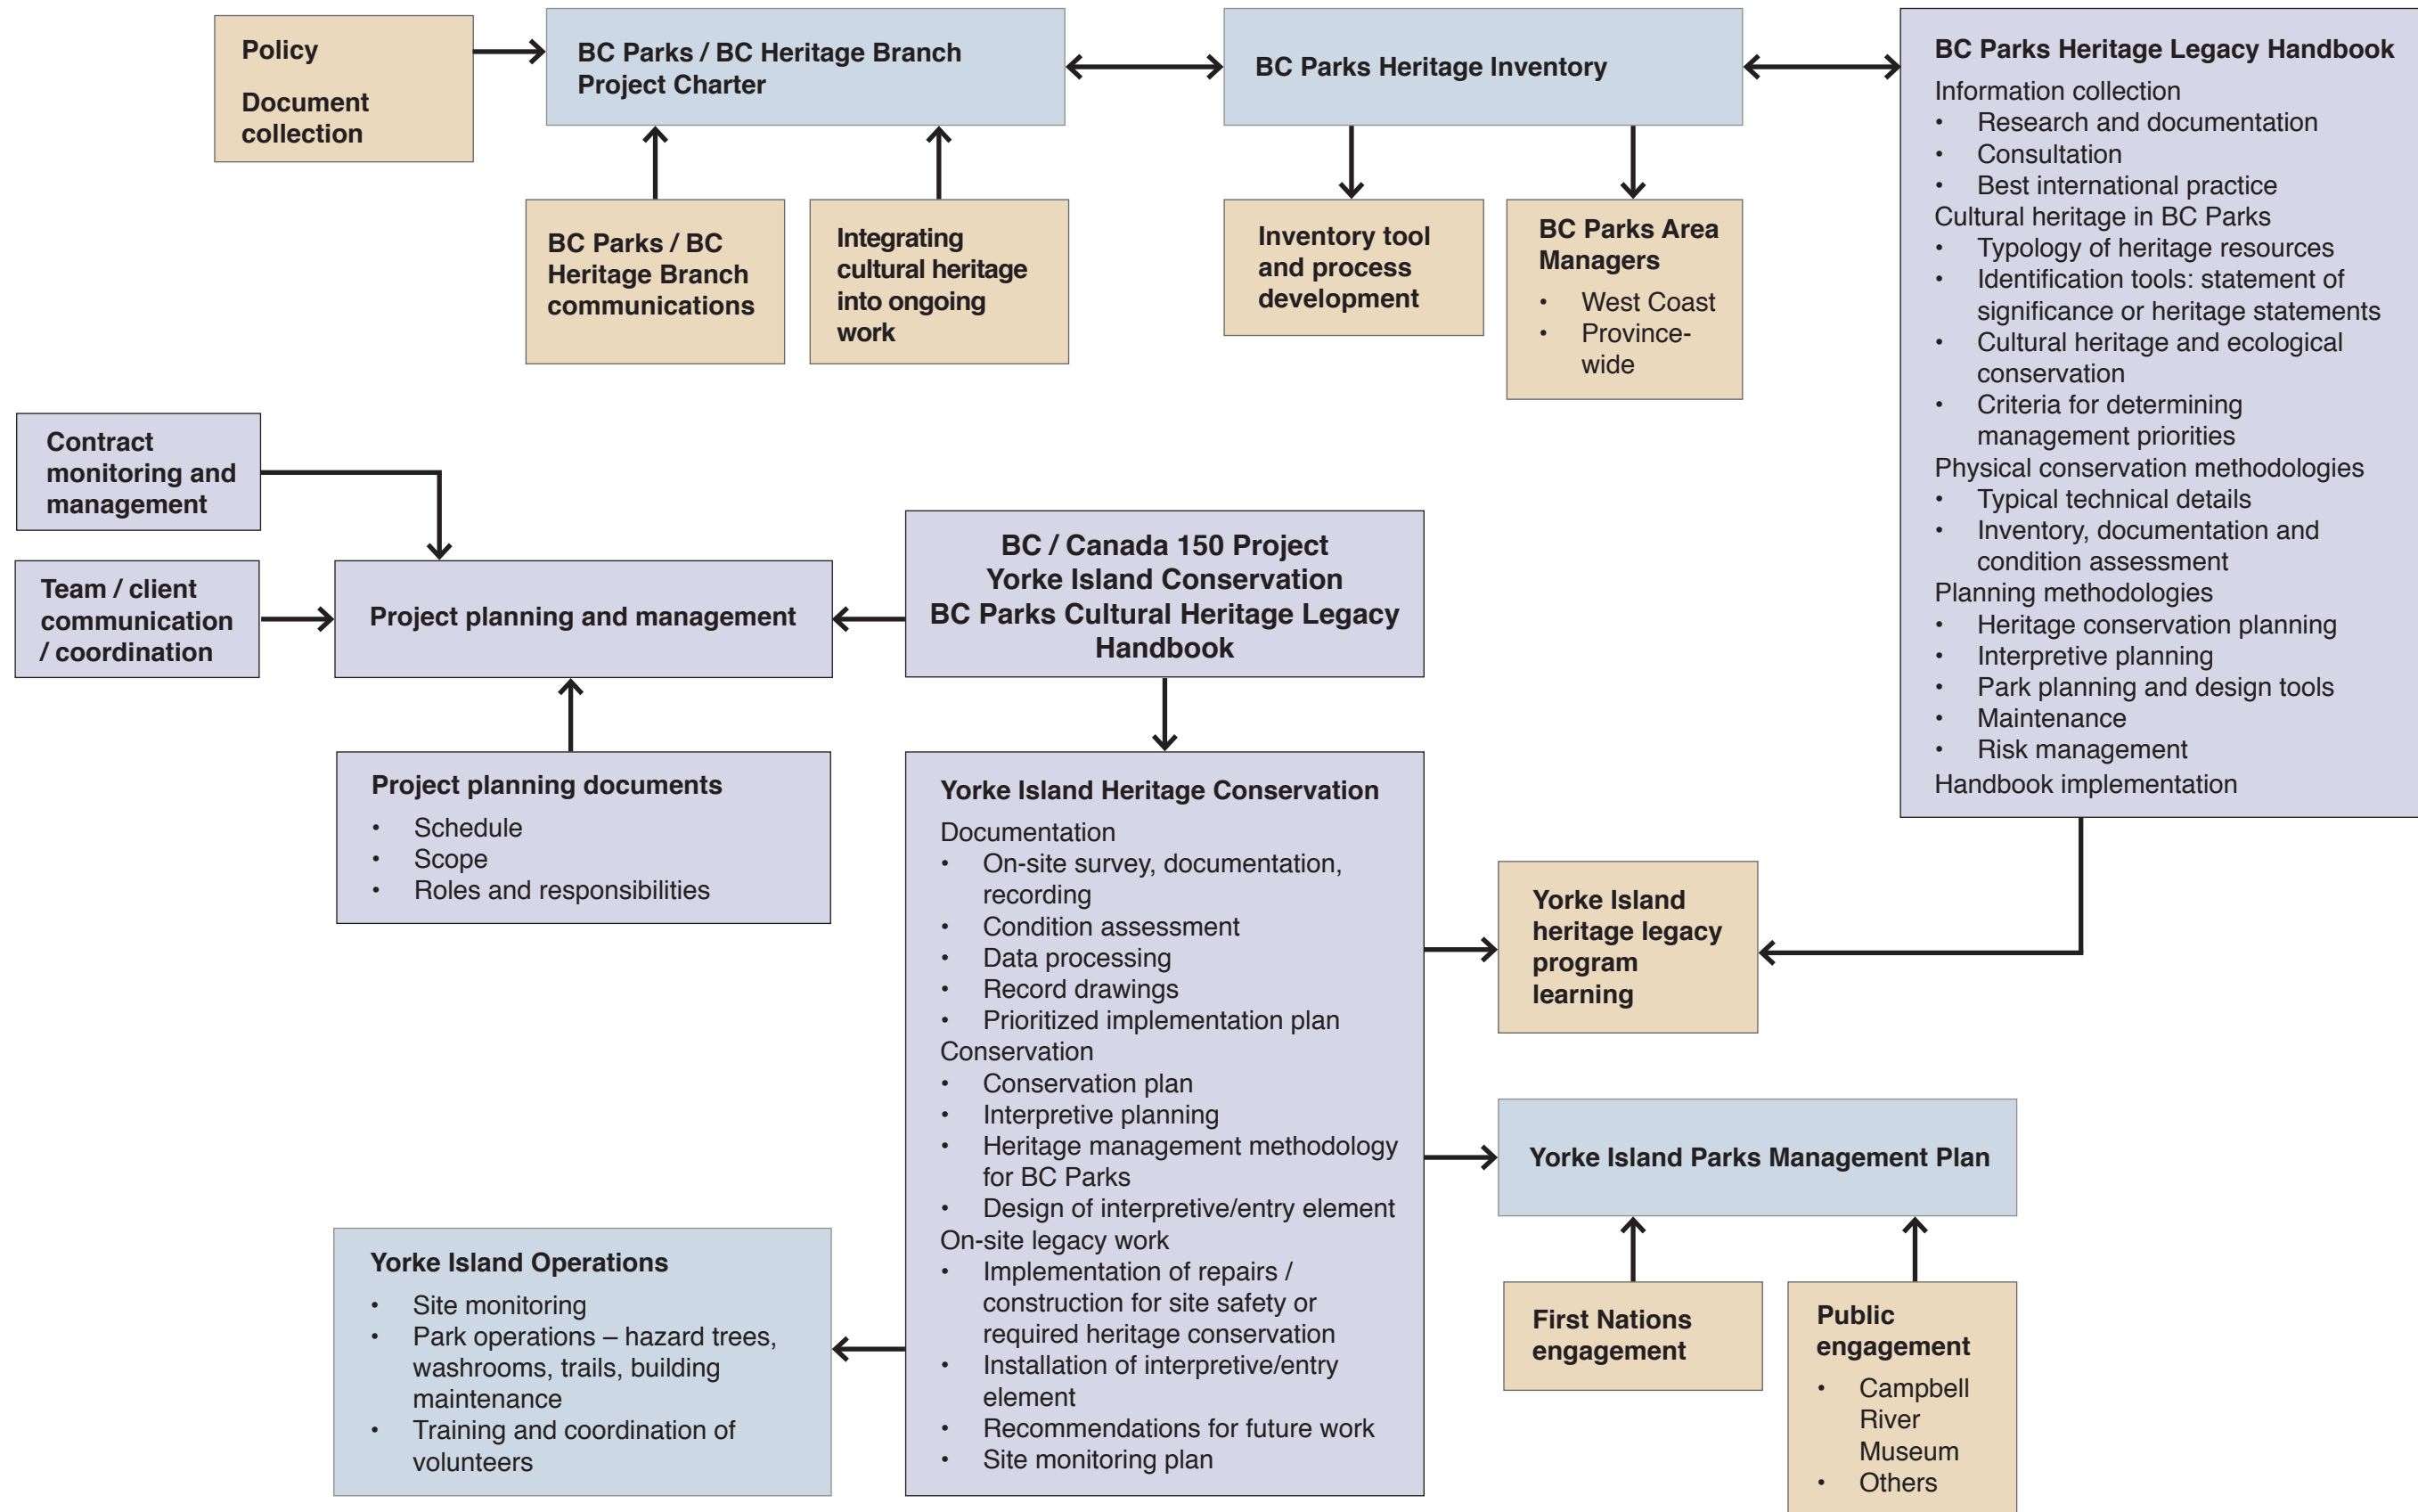 Policy
Document
collection
BC Parks / BC Heritage Branch
Project Charter
BC Parks Heritage Inventory
BC Parks / BC
Heritage Branch
communications
Integrating
cultural heritage
into ongoing
work
Inventory tool
and process
development
BC Parks Area
Managers
• West Coast
• Province-
wide
BC Parks Heritage Legacy Handbook
Information collection
• Research and documentation
• Consultation
• Best international practice
Cultural heritage in BC Parks
• Typology of heritage resources
• Identification tools: statement of
significance or heritage statements
• Cultural heritage and ecological
conservation
• Criteria for determining
management priorities
Physical conservation methodologies
• Typical technical details
• Inventory, documentation and
condition assessment
Planning methodologies
• Heritage conservation planning
• Interpretive planning
• Park planning and design tools
• Maintenance
• Risk management
Handbook implementation
Contract
monitoring and
management
Team / client
communication
/ coordination
Project planning and management
BC / Canada 150 Project
Yorke Island Conservation
BC Parks Cultural Heritage Legacy
Handbook
Project planning documents
• Schedule
• Scope
• Roles and responsibilities
Yorke Island Heritage Conservation
Documentation
• On-site survey, documentation,
recording
• Condition assessment
• Data processing
• Record drawings
• Prioritized implementation plan
Conservation
• Conservation plan
• Interpretive planning
• Heritage management methodology
for BC Parks
• Design of interpretive/entry element
On-site legacy work
• Implementation of repairs /
construction for site safety or
required heritage conservation
• Installation of interpretive/entry
element
• Recommendations for future work
• Site monitoring plan
Yorke Island
heritage legacy
program
learning
Yorke Island Parks Management Plan
First Nations
engagement
Public
engagement
• Campbell
River
Museum
• Others
Yorke Island Operations
• Site monitoring
• Park operations – hazard trees,
washrooms, trails, building
maintenance
• Training and coordination of
volunteers